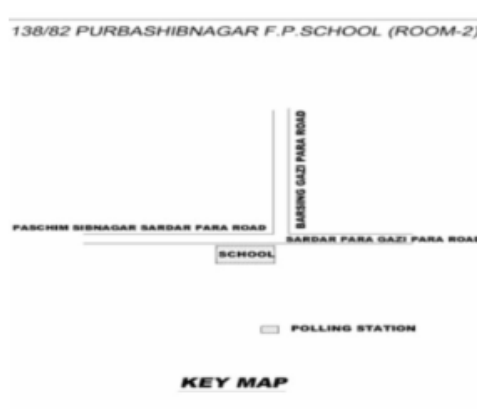 138/82 PURBASHIBNAGAR F.P.SCHOOL (ROOM-2)
BARSING GAZI PARA ROAD
PASCHIM SIBNAGAR SARDAR PARA ROAD
SARDAR PARA GAZI PARA ROAD
SCHOOL
POLLING STATION
KEY MAP